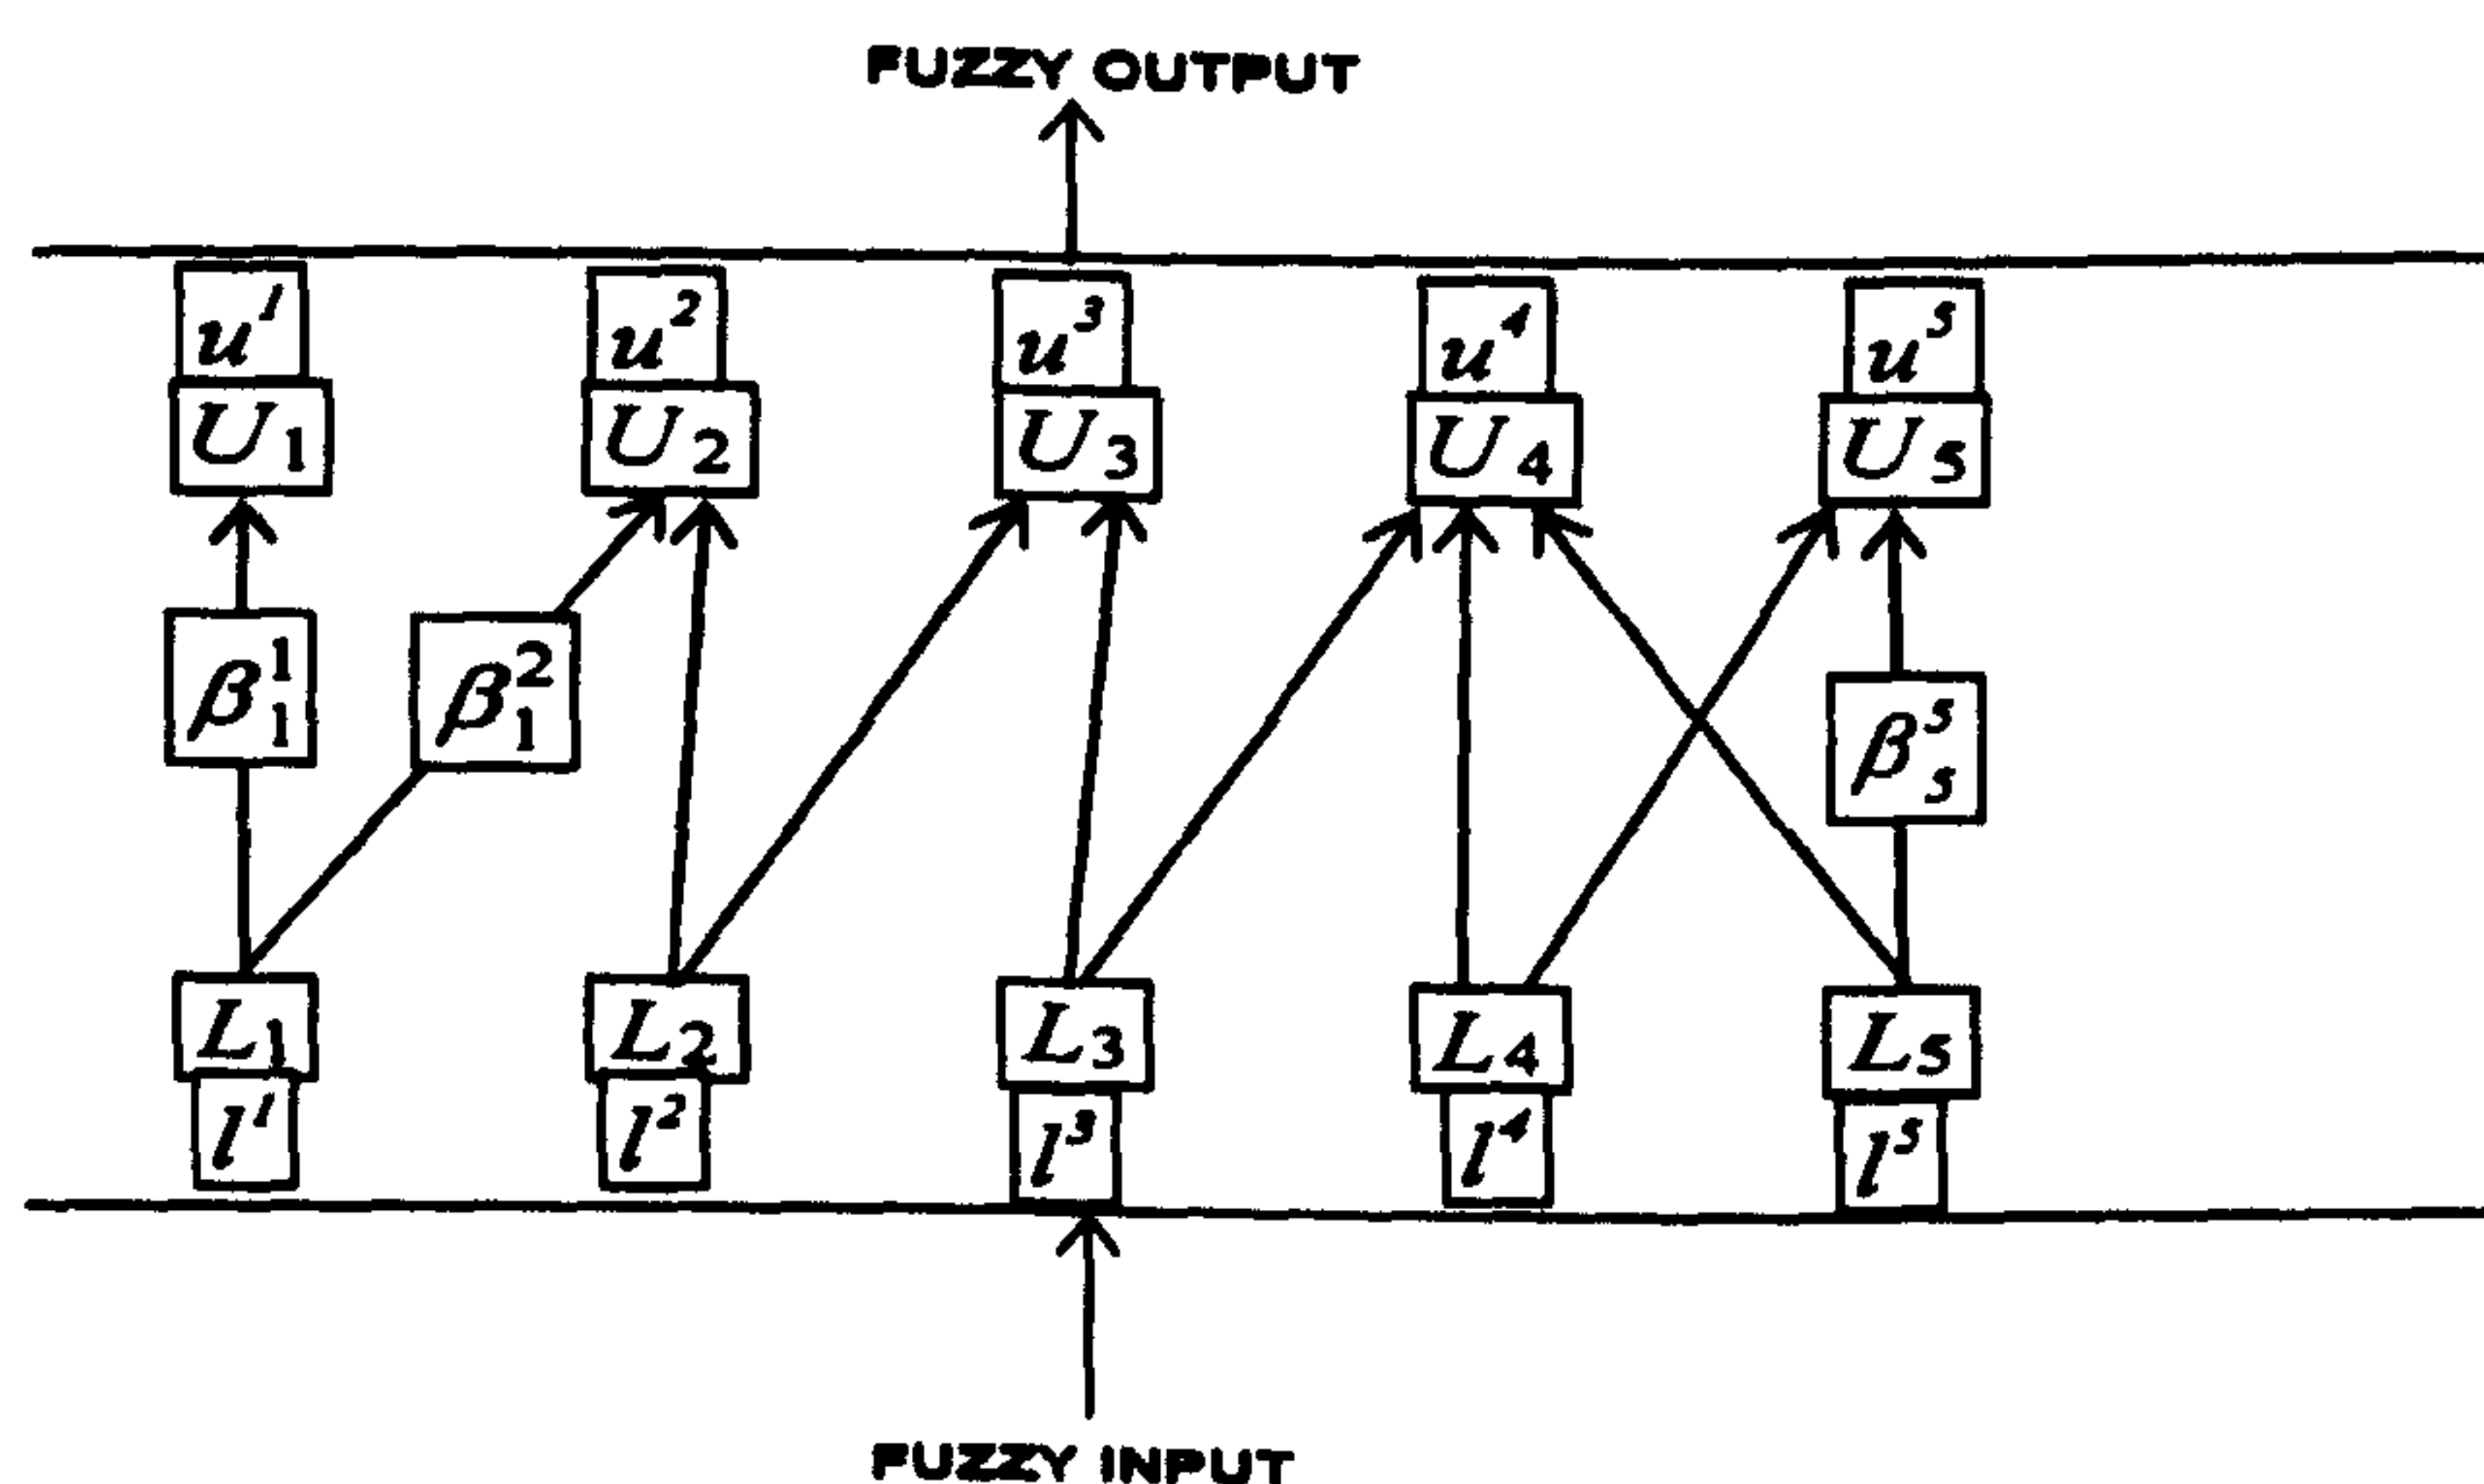 FUZZY OUTPUT
u¹ u² u³ u⁴ u⁵
U₁ U₂ U₃ U₄ U₅
β¹₁ β²₁ β⁵₅
L₁ L₂ L₃ L₄ L₅
l¹ l² l³ l⁴ l⁵
FUZZY INPUT